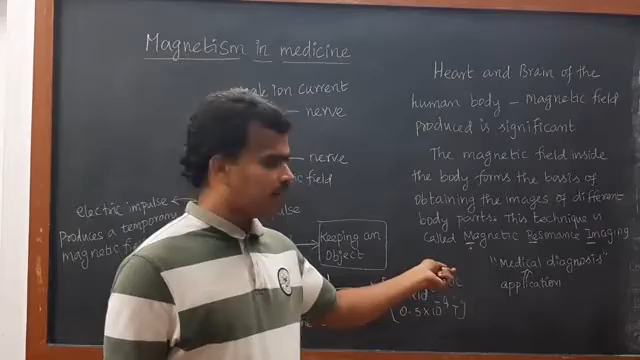 Magnetism in medicine
ion current
nerve
nerve
field
electric impulse
Produces a temporary
magnetic
Keeping an
Object
Heart and Brain of the
human body – Magnetic field
produced is significant
The magnetic field inside
the body forms the basis of
obtaining the images of different
body parts. This technique is
called Magnetic Resonance Imaging
"Medical diagnosis"
application